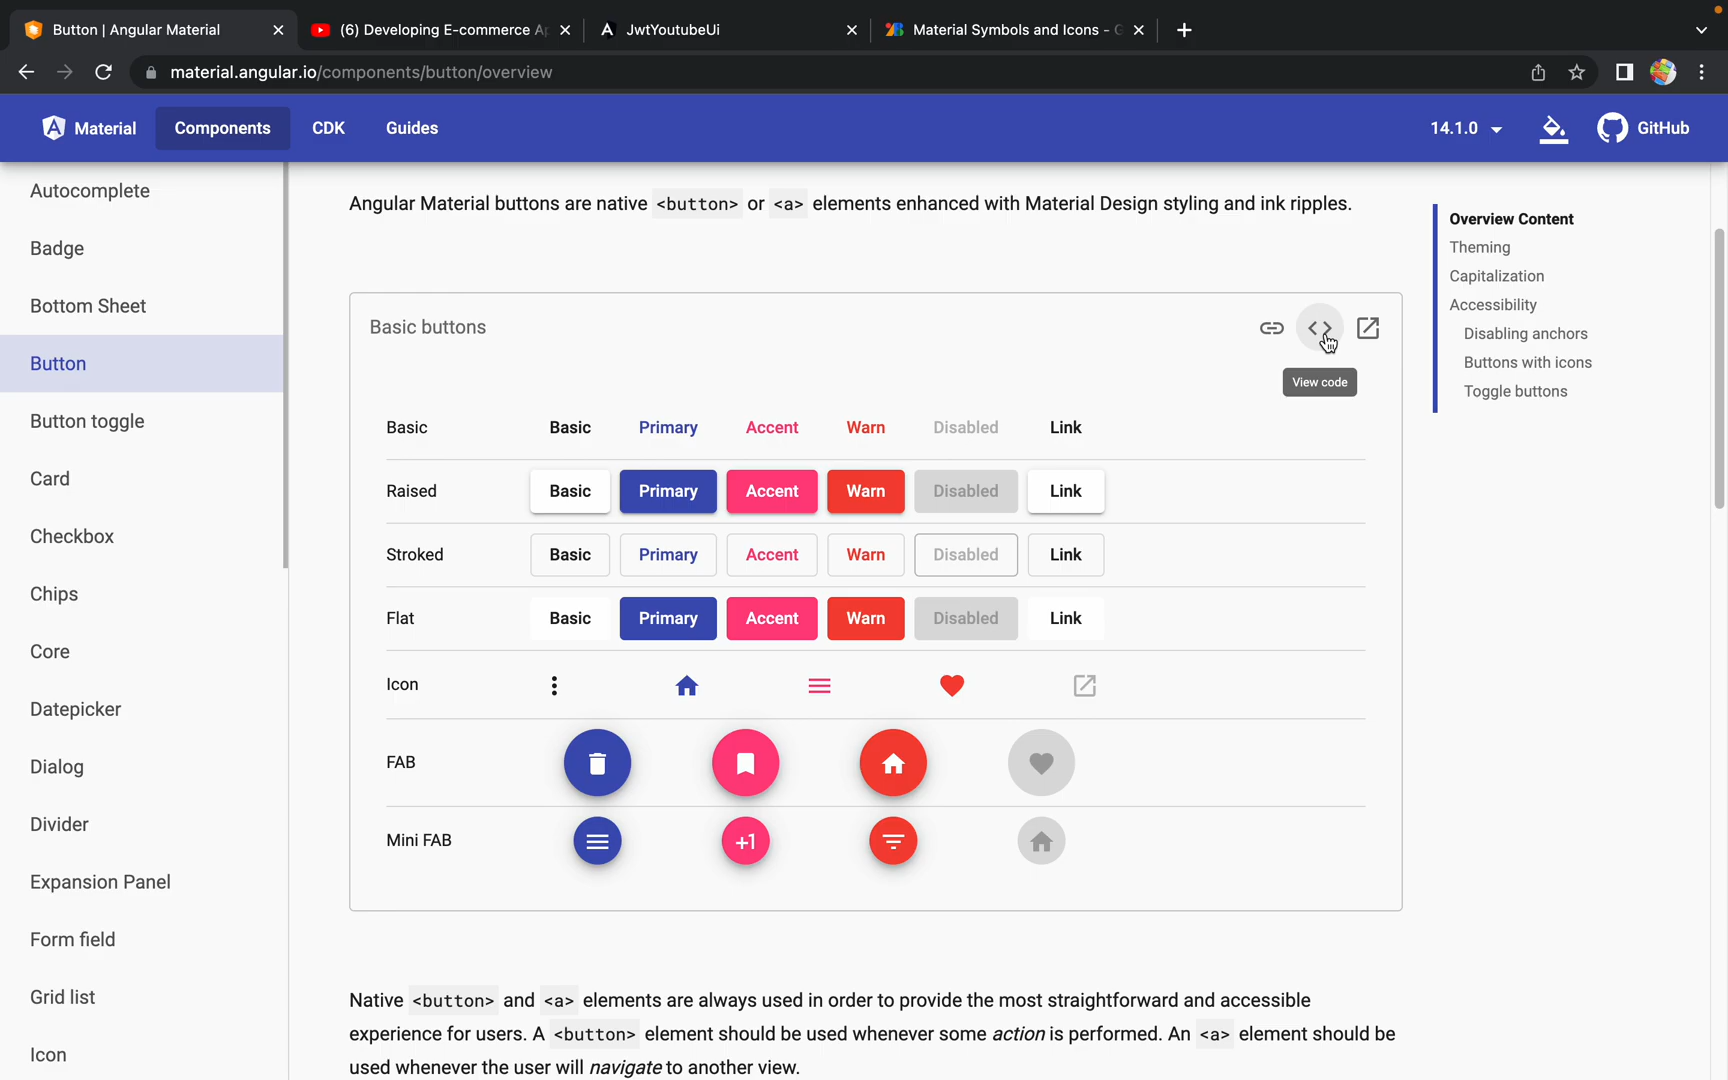 Button | Angular Material
(6) Developing E-commerce Ap
JwtYoutubeUi
Material Symbols and Icons - G
material.angular.io/components/button/overview
Material
Components
CDK
Guides
14.1.0
GitHub
Autocomplete
Badge
Bottom Sheet
Button
Button toggle
Card
Checkbox
Chips
Core
Datepicker
Dialog
Divider
Expansion Panel
Form field
Grid list
Icon
Angular Material buttons are native <button> or <a> elements enhanced with Material Design styling and ink ripples.
Basic buttons
View code
Basic Basic Primary Accent Warn Disabled Link
Raised Basic Primary Accent Warn Disabled Link
Stroked Basic Primary Accent Warn Disabled Link
Flat Basic Primary Accent Warn Disabled Link
Icon
FAB
Mini FAB +1
Native <button> and <a> elements are always used in order to provide the most straightforward and accessible
experience for users. A <button> element should be used whenever some action is performed. An <a> element should be
used whenever the user will navigate to another view.
Overview Content
Theming
Capitalization
Accessibility
Disabling anchors
Buttons with icons
Toggle buttons